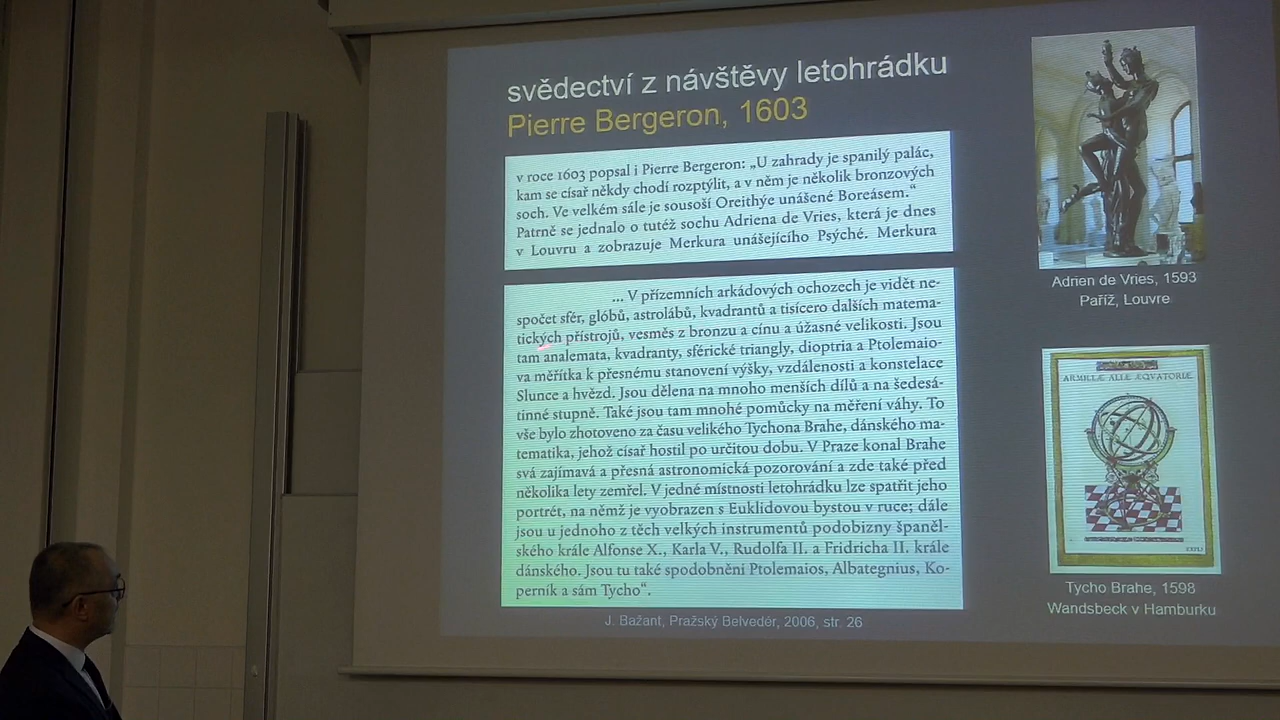 svědectví z návštěvy letohrádku
Pierre Bergeron, 1603
v roce 1603 popsal i Pierre Bergeron: „U zahrady je spanilý palác,
kam se císař někdy chodí rozptýlit, a v něm je několik bronzových
soch. Ve velkém sále je sousoší Oreithýe unášené Boreásem.“
Patrně se jednalo o tutéž sochu Adriena de Vries, která je dnes
v Louvru a zobrazuje Merkura unášejícího Psýché. Merkura
... V přízemních arkádových ochozech je vidět ne-
spočet sfér, glóbů, astrolábů, kvadrantů a tisícero dalších matema-
tických přístrojů, vesměs z bronzu a cínu a úžasné velikosti. Jsou
tam analemata, kvadranty, sférické triangly, dioptria a Ptolemaio-
va měřítka k přesnému stanovení výšky, vzdálenosti a konstelace
Slunce a hvězd. Jsou dělena na mnoho menších dílů a na šedesá-
tinné stupně. Také jsou tam mnohé pomůcky na měření váhy. To
vše bylo zhotoveno za času velikého Tychona Brahe, dánského ma-
tematika, jehož císař hostil po určitou dobu. V Praze konal Brahe
svá zajímavá a přesná astronomická pozorování a zde také před
několika lety zemřel. V jedné místnosti letohrádku lze spatřit jeho
portrét, na němž je vyobrazen s Euklidovou bystou v ruce; dále
jsou u jednoho z těch velkých instrumentů podobizny španěl-
ského krále Alfonse X., Karla V., Rudolfa II. a Fridricha II. krále
dánského. Jsou tu také spodobněni Ptolemaios, Albategnius, Ko-
perník a sám Tycho“.
J. Bažant, Pražský Belvedér, 2006, str. 26
Adrien de Vries, 1593
Paříž, Louvre
ARMILLÆ ALIÆ ÆQVATORIÆ
Tycho Brahe, 1598
Wandsbeck v Hamburku